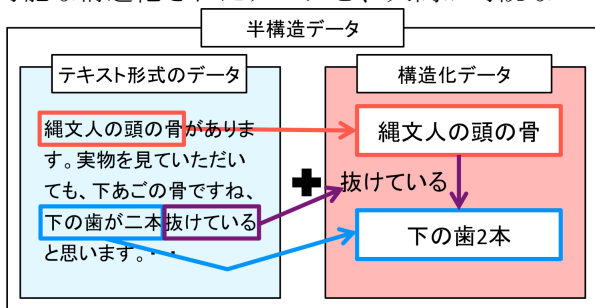 半構造データ
テキスト形式のデータ
縄文人の頭の骨がありま
す。実物を見ていただい
ても、下あごの骨ですね、
下の歯が二本抜けている
と思います。・・
構造化データ
縄文人の頭の骨
抜けている
下の歯2本